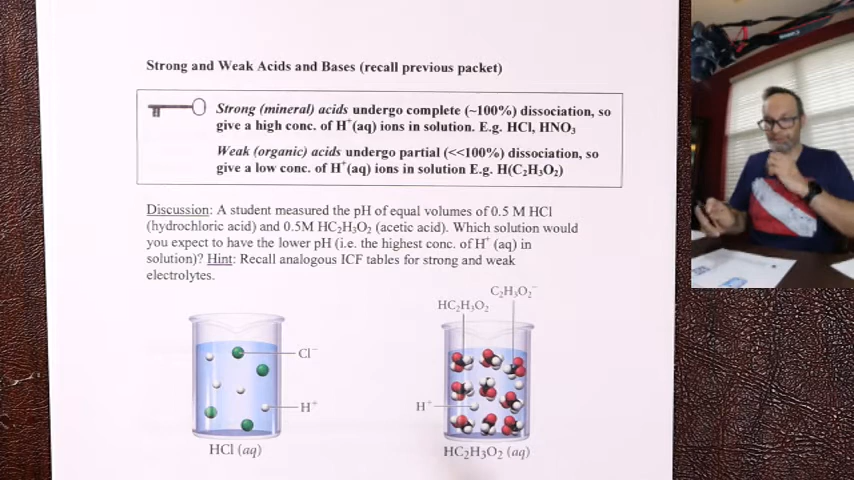 Strong and Weak Acids and Bases (recall previous packet)
Strong (mineral) acids undergo complete (~100%) dissociation, so
give a high conc. of H⁺(aq) ions in solution. E.g. HCl, HNO₃
Weak (organic) acids undergo partial (<<100%) dissociation, so
give a low conc. of H⁺(aq) ions in solution E.g. H(C₂H₃O₂)
Discussion: A student measured the pH of equal volumes of 0.5 M HCl
(hydrochloric acid) and 0.5M HC₂H₃O₂ (acetic acid). Which solution would
you expect to have the lower pH (i.e. the highest conc. of H⁺ (aq) in
solution)? Hint: Recall analogous ICF tables for strong and weak
electrolytes.
C₂H₃O₂⁻
HC₂H₃O₂
Cl⁻
H⁺
H⁺
HCl (aq)
HC₂H₃O₂ (aq)